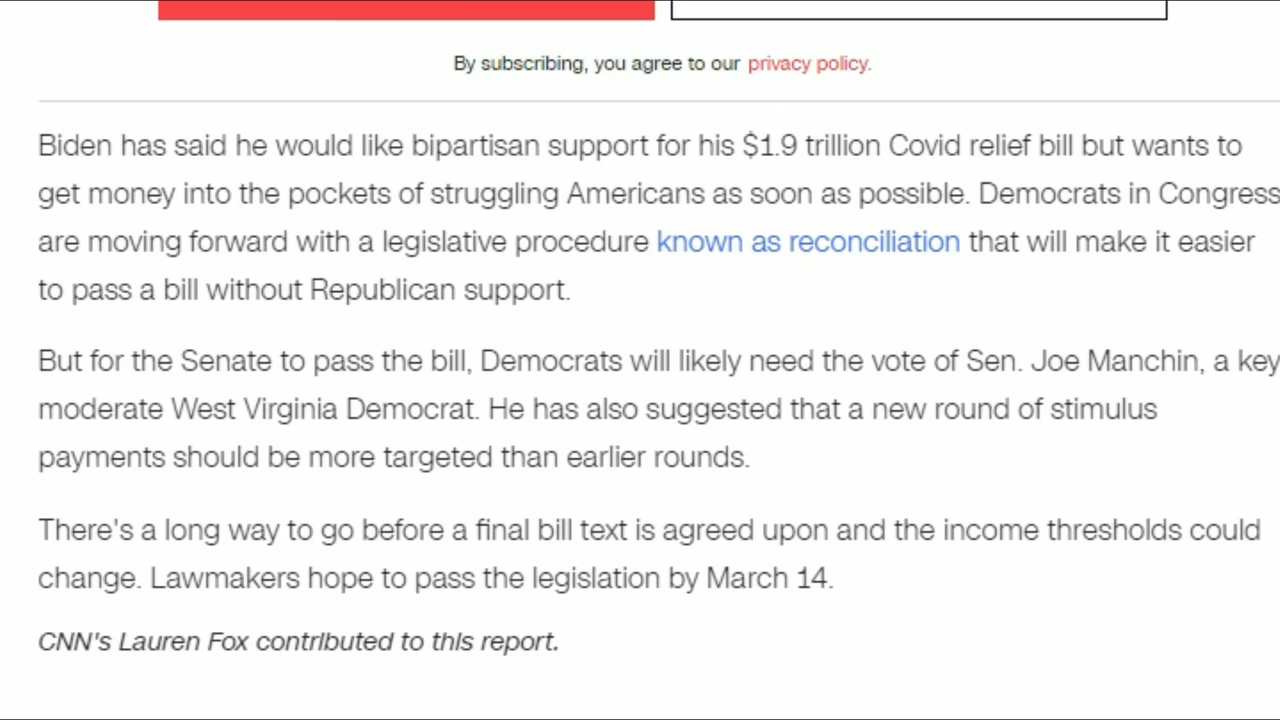 By subscribing, you agree to our privacy policy.
Biden has said he would like bipartisan support for his $1.9 trillion Covid relief bill but wants to
get money into the pockets of struggling Americans as soon as possible. Democrats in Congress
are moving forward with a legislative procedure known as reconciliation that will make it easier
to pass a bill without Republican support.
But for the Senate to pass the bill, Democrats will likely need the vote of Sen. Joe Manchin, a key
moderate West Virginia Democrat. He has also suggested that a new round of stimulus
payments should be more targeted than earlier rounds.
There's a long way to go before a final bill text is agreed upon and the income thresholds could
change. Lawmakers hope to pass the legislation by March 14.
CNN's Lauren Fox contributed to this report.